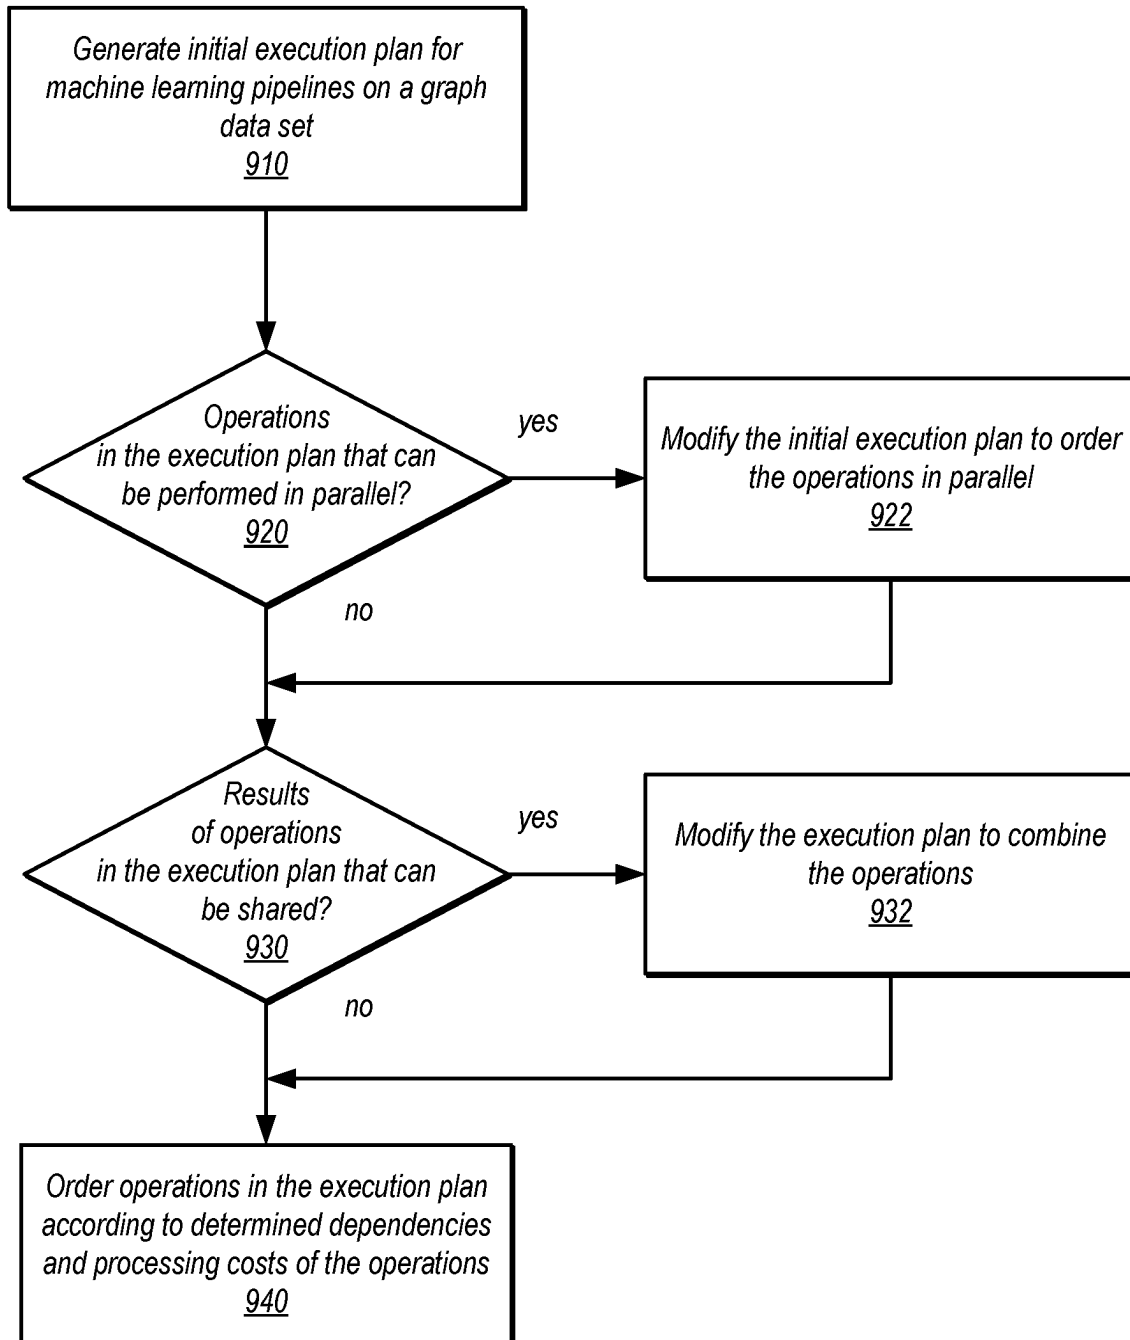 Generate initial execution plan for
machine learning pipelines on a graph
data set
910
Operations
in the execution plan that can
be performed in parallel?
920
yes
Modify the initial execution plan to order
the operations in parallel
922
no
Results
of operations
in the execution plan that can
be shared?
930
yes
Modify the execution plan to combine
the operations
932
no
Order operations in the execution plan
according to determined dependencies
and processing costs of the operations
940